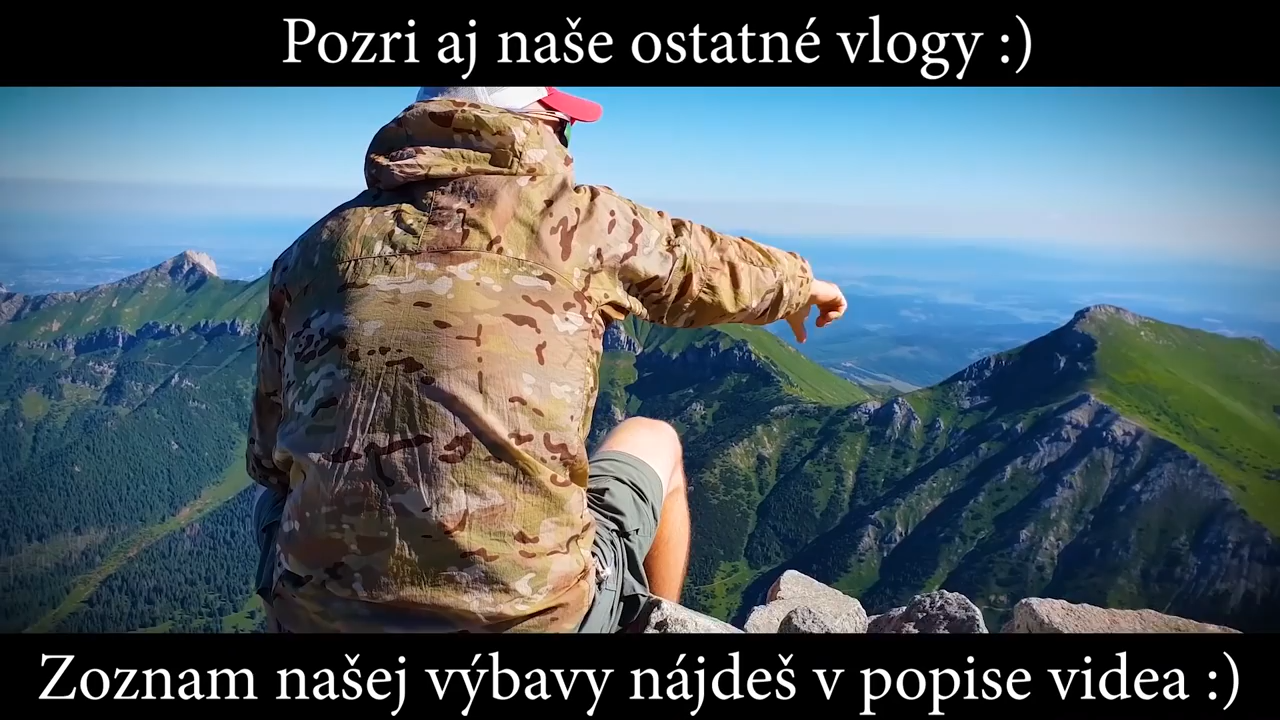 Pozri aj naše ostatné vlogy :)
Zoznam našej výbavy nájdeš v popise videa :)